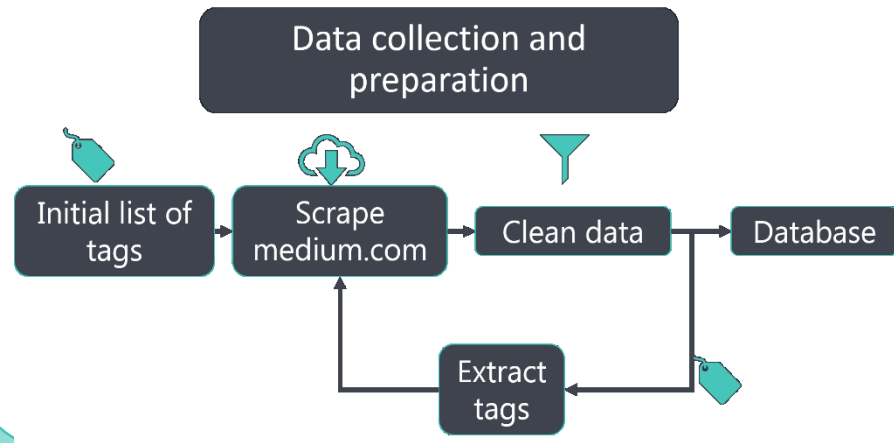 Data collection and
preparation
Initial list of
tags
Scrape
medium.com
Clean data
Database
Extract
tags